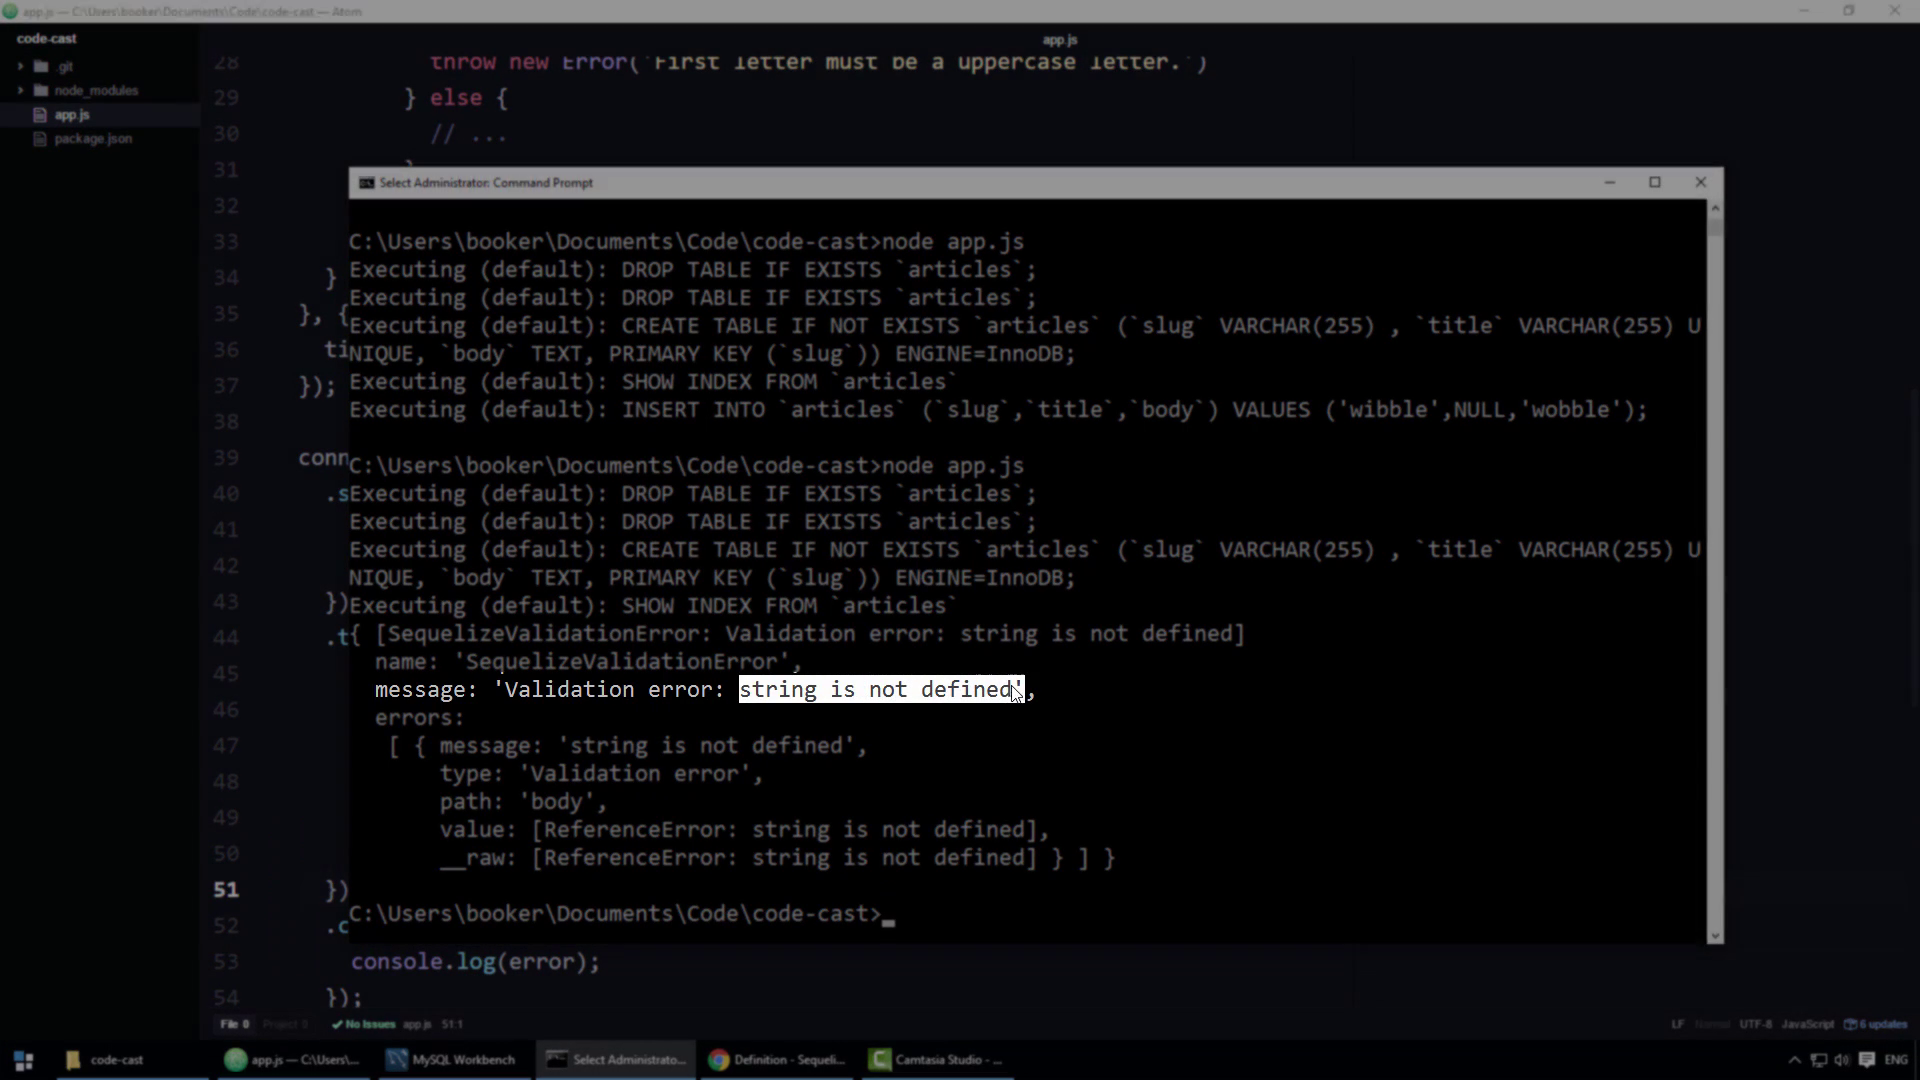 app.js — C:\Users\booker\Documents\Code\code-cast — Atom
code-cast
.git
node_modules
app.js
package.json
app.js
28 throw new Error('First letter must be a uppercase letter.')
29 } else {
30 // ...
31 }
32
33
34 }
35 }, {
36 ti
37 });
38
39 conn
40 .s
41
42
43 })
44 .t
45
46
47
48
49
50
51 })
52 .c
53 console.log(error);
54 });
Select Administrator: Command Prompt
C:\Users\booker\Documents\Code\code-cast>node app.js
Executing (default): DROP TABLE IF EXISTS `articles`;
Executing (default): DROP TABLE IF EXISTS `articles`;
Executing (default): CREATE TABLE IF NOT EXISTS `articles` (`slug` VARCHAR(255) , `title` VARCHAR(255) U
NIQUE, `body` TEXT, PRIMARY KEY (`slug`)) ENGINE=InnoDB;
Executing (default): SHOW INDEX FROM `articles`
Executing (default): INSERT INTO `articles` (`slug`,`title`,`body`) VALUES ('wibble',NULL,'wobble');
C:\Users\booker\Documents\Code\code-cast>node app.js
Executing (default): DROP TABLE IF EXISTS `articles`;
Executing (default): DROP TABLE IF EXISTS `articles`;
Executing (default): CREATE TABLE IF NOT EXISTS `articles` (`slug` VARCHAR(255) , `title` VARCHAR(255) U
NIQUE, `body` TEXT, PRIMARY KEY (`slug`)) ENGINE=InnoDB;
Executing (default): SHOW INDEX FROM `articles`
{ [SequelizeValidationError: Validation error: string is not defined]
name: 'SequelizeValidationError',
message: 'Validation error: string is not defined',
errors:
[ { message: 'string is not defined',
type: 'Validation error',
path: 'body',
value: [ReferenceError: string is not defined],
__raw: [ReferenceError: string is not defined] } ] }
C:\Users\booker\Documents\Code\code-cast>_
File 0 Project 0 No Issues app.js 51:1
LF Normal UTF-8 JavaScript 6 updates
code-cast
app.js — C:\Users\...
MySQL Workbench
Select Administrato...
Definition - Sequeli...
Camtasia Studio - ...
ENG